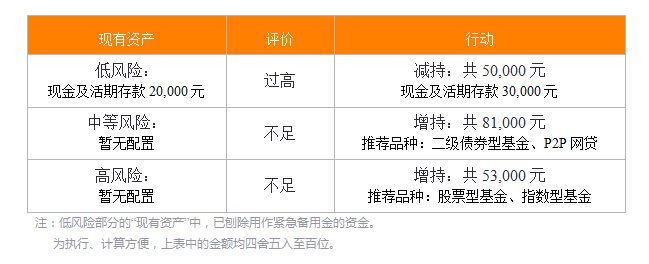 现有资产 评价 行动
低风险： 过高 减持：共 50,000 元
现金及活期存款 20,000 元 现金及活期存款 30,000 元
中等风险： 不足 增持：共 81,000 元
暂无配置 推荐品种：二级债券型基金、P2P 网贷
高风险： 不足 增持：共 53,000 元
暂无配置 推荐品种：股票型基金、指数型基金
注：低风险部分的“现有资产”中，已刨除用作紧急备用金的资金。
为执行、计算方便，上表中的金额均四舍五入至百位。